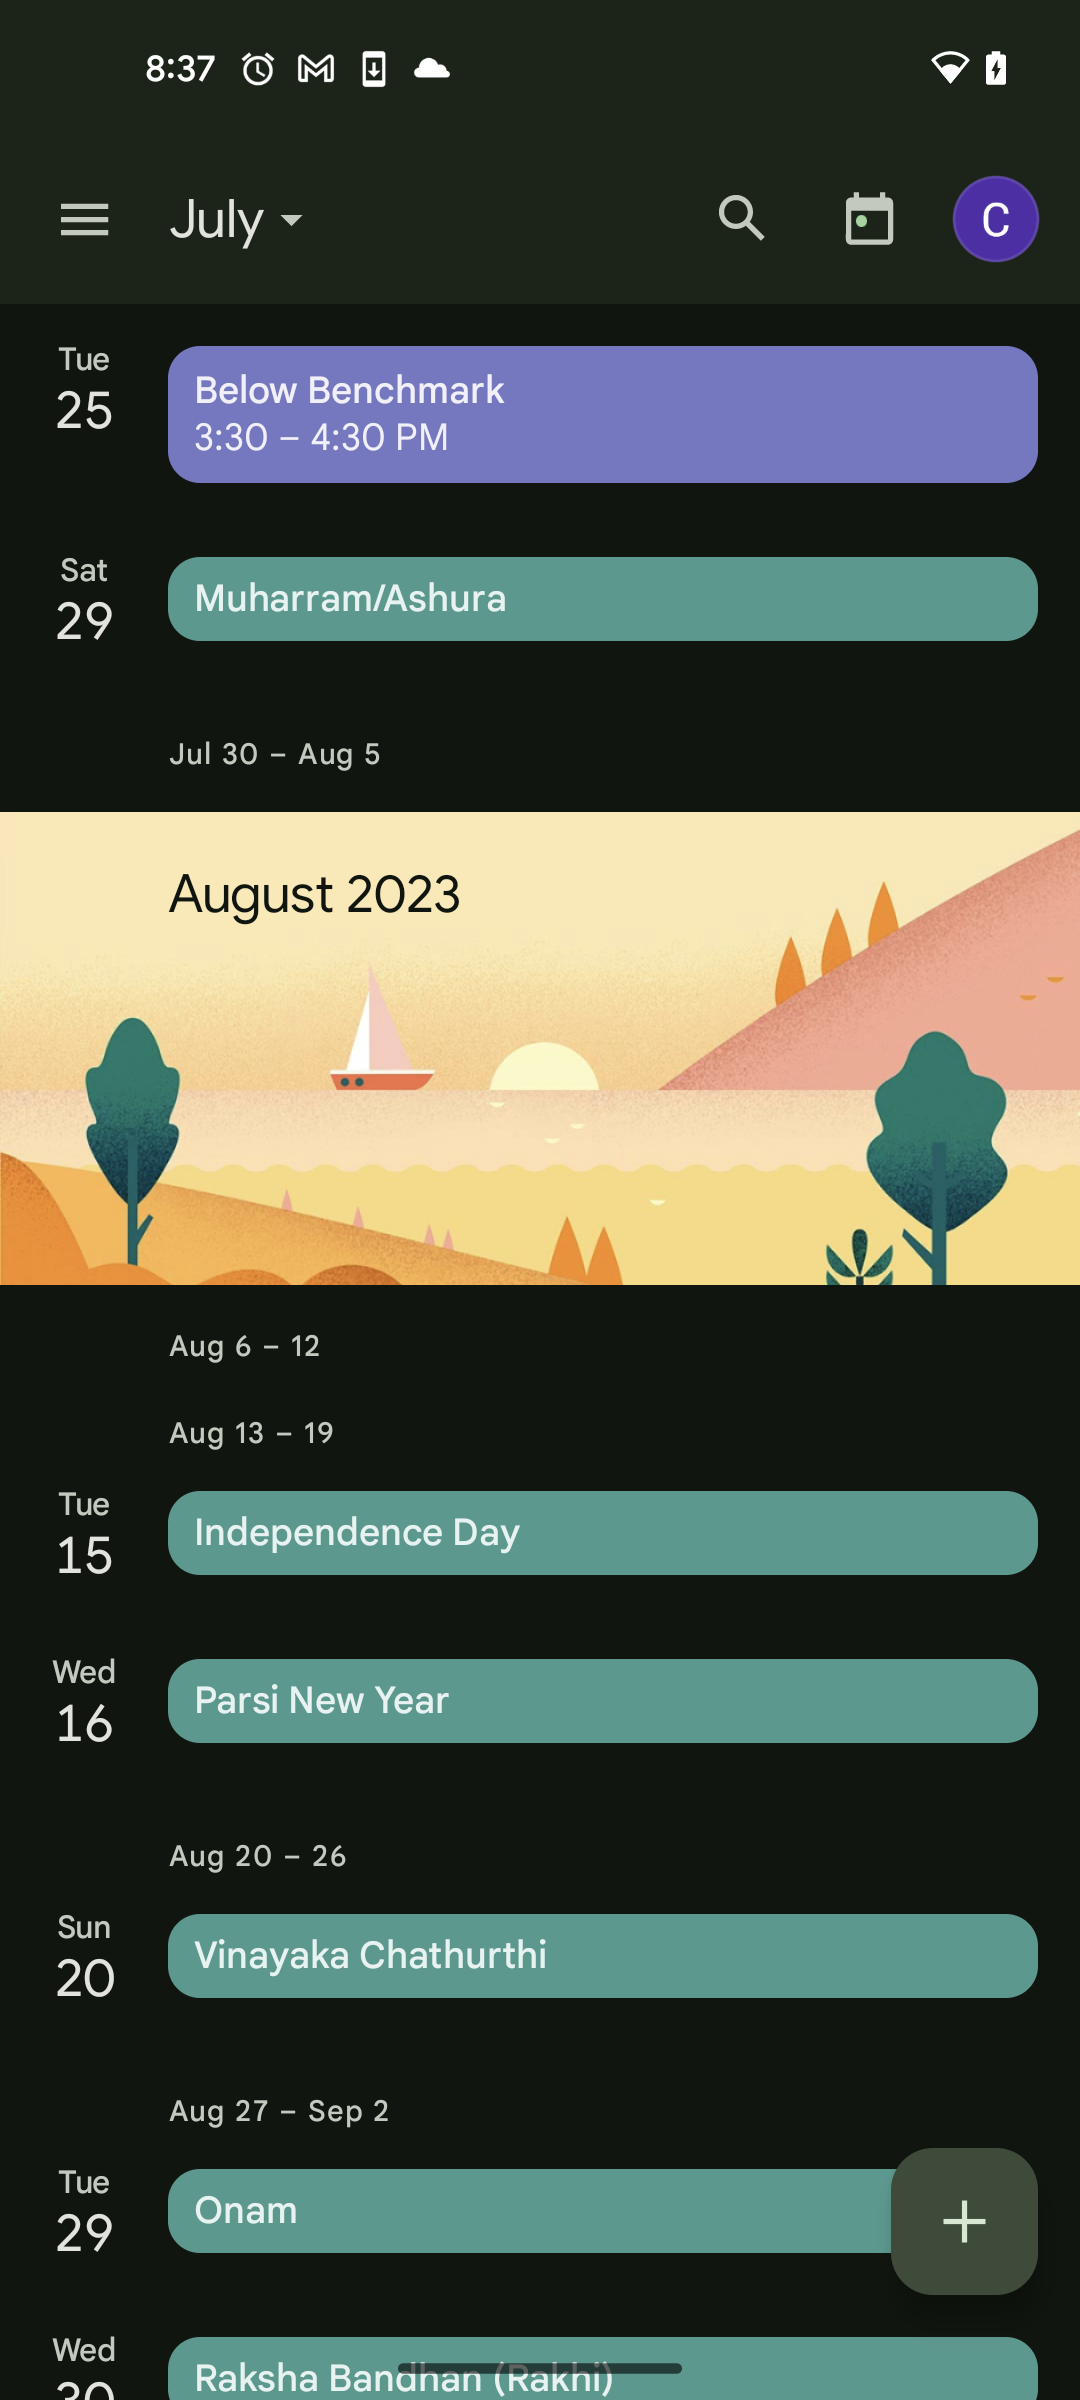 8:37
July
C
Tue
25
Below Benchmark
3:30 – 4:30 PM
Sat
29
Muharram/Ashura
Jul 30 – Aug 5
August 2023
Aug 6 – 12
Aug 13 – 19
Tue
15
Independence Day
Wed
16
Parsi New Year
Aug 20 – 26
Sun
20
Vinayaka Chathurthi
Aug 27 – Sep 2
Tue
29
Onam
Wed
30
Raksha Bandhan (Rakhi)